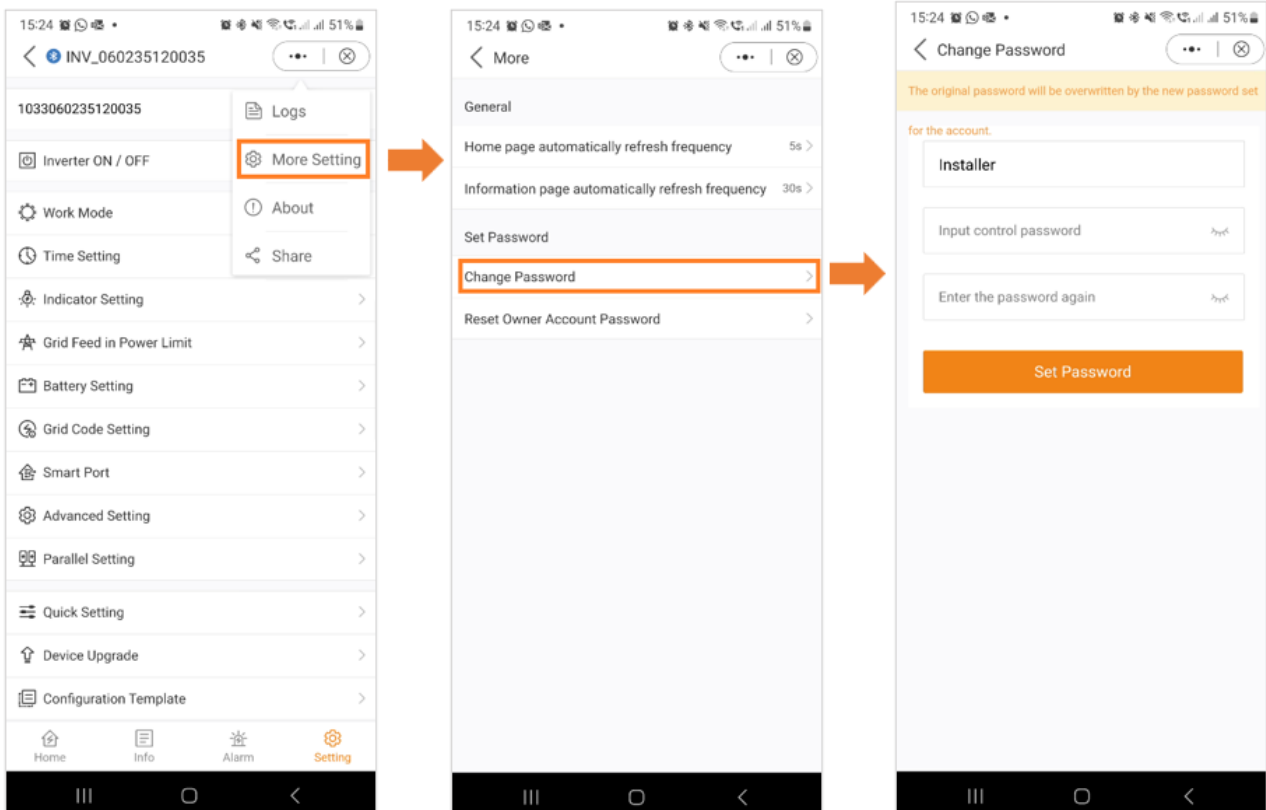 15:24 51%
INV_060235120035
1033060235120035
Logs
Inverter ON / OFF
More Setting
Work Mode
About
Time Setting
Share
Indicator Setting
Grid Feed in Power Limit
Battery Setting
Grid Code Setting
Smart Port
Advanced Setting
Parallel Setting
Quick Setting
Device Upgrade
Configuration Template
Home Info Alarm Setting
15:24 51%
More
General
Home page automatically refresh frequency 5s
Information page automatically refresh frequency 30s
Set Password
Change Password
Reset Owner Account Password
15:24 51%
Change Password
The original password will be overwritten by the new password set
for the account.
Installer
Input control password
Enter the password again
Set Password